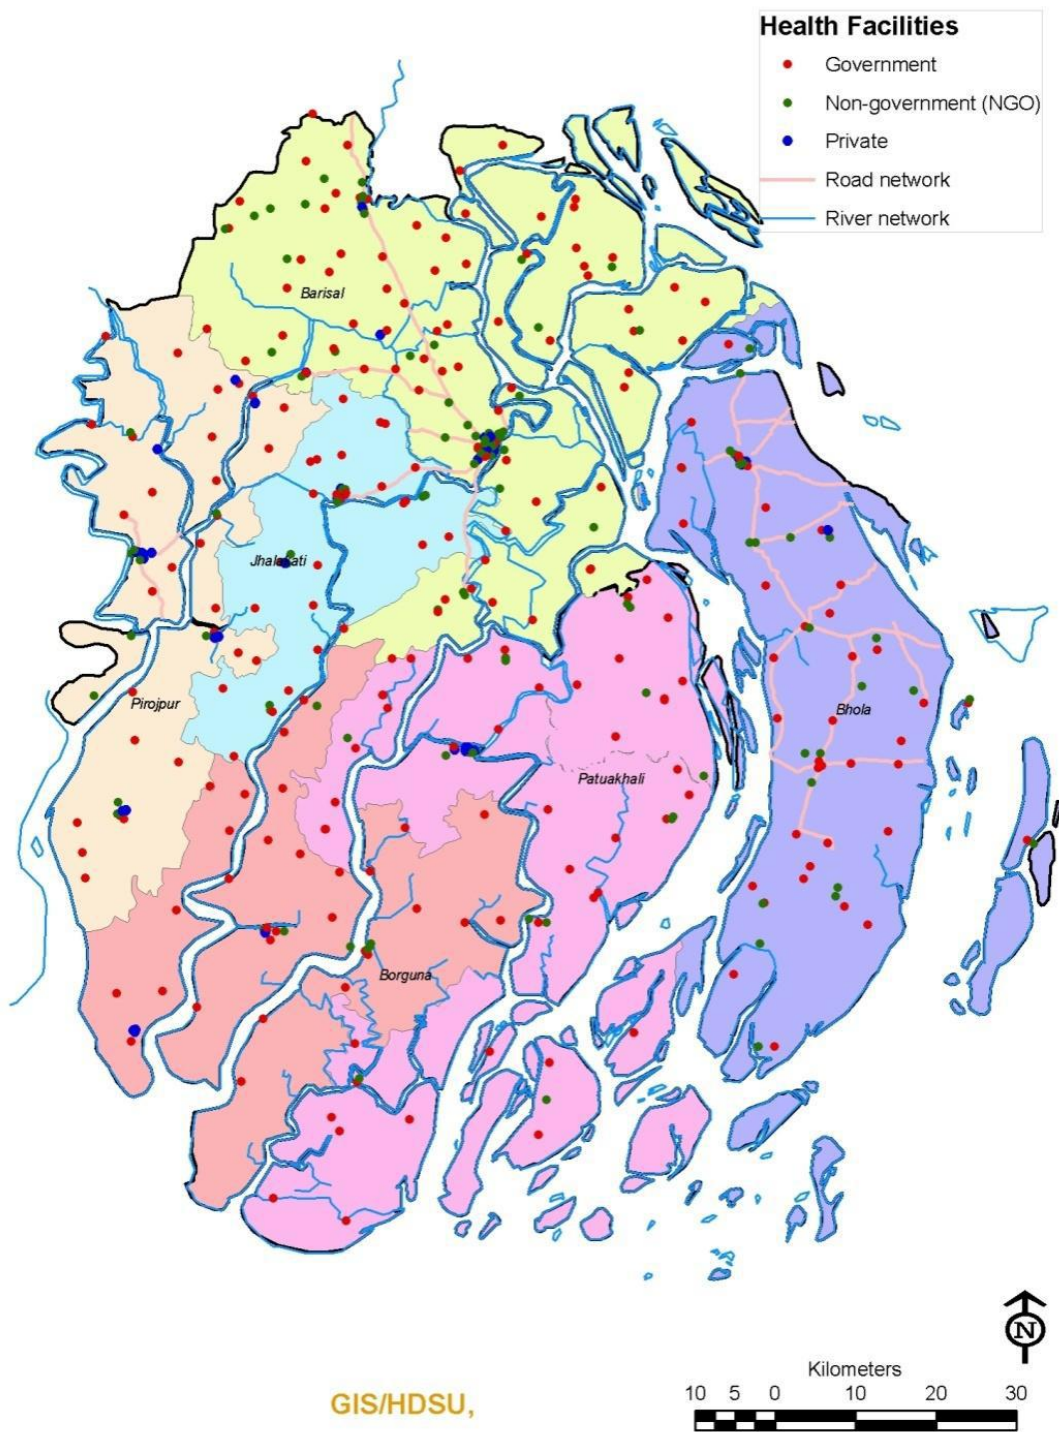 Health Facilities
Government
Non-government (NGO)
Private
Road network
River network
Barisal
Jhalakati
Pirojpur
Bhola
Patuakhali
Borguna
N
Kilometers
10 5 0 10 20 30
GIS/HDSU,